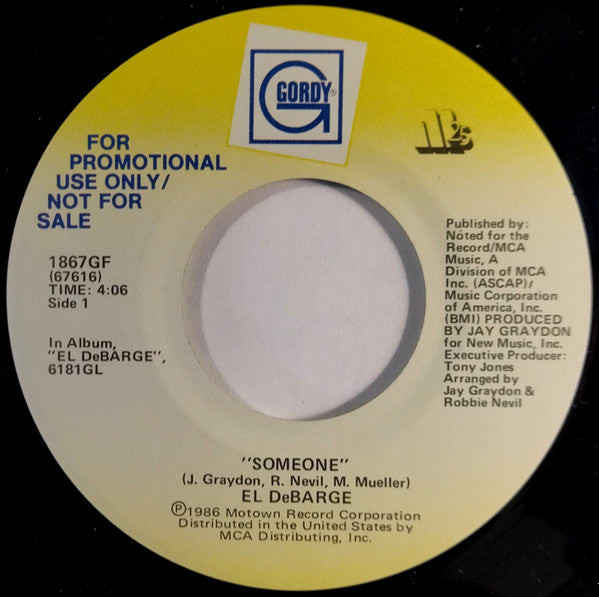 GORDY®
G
FOR
PROMOTIONAL
USE ONLY/
NOT FOR
SALE
1867GF
(67616)
TIME: 4:06
Side 1
In Album,
"EL DeBARGE",
6181GL
25
Published by:
Noted for the
Record/MCA
Music, A
Division of MCA
Inc. (ASCAP)/
Music Corporation
of America, Inc.
(BMI) PRODUCED
BY JAY GRAYDON
for New Music, Inc.
Executive Producer:
Tony Jones
Arranged by
Jay Graydon &
Robbie Nevil
"SOMEONE"
(J. Graydon, R. Nevil, M. Mueller)
EL DeBARGE
Ⓟ1986 Motown Record Corporation
Distributed in the United States by
MCA Distributing, Inc.